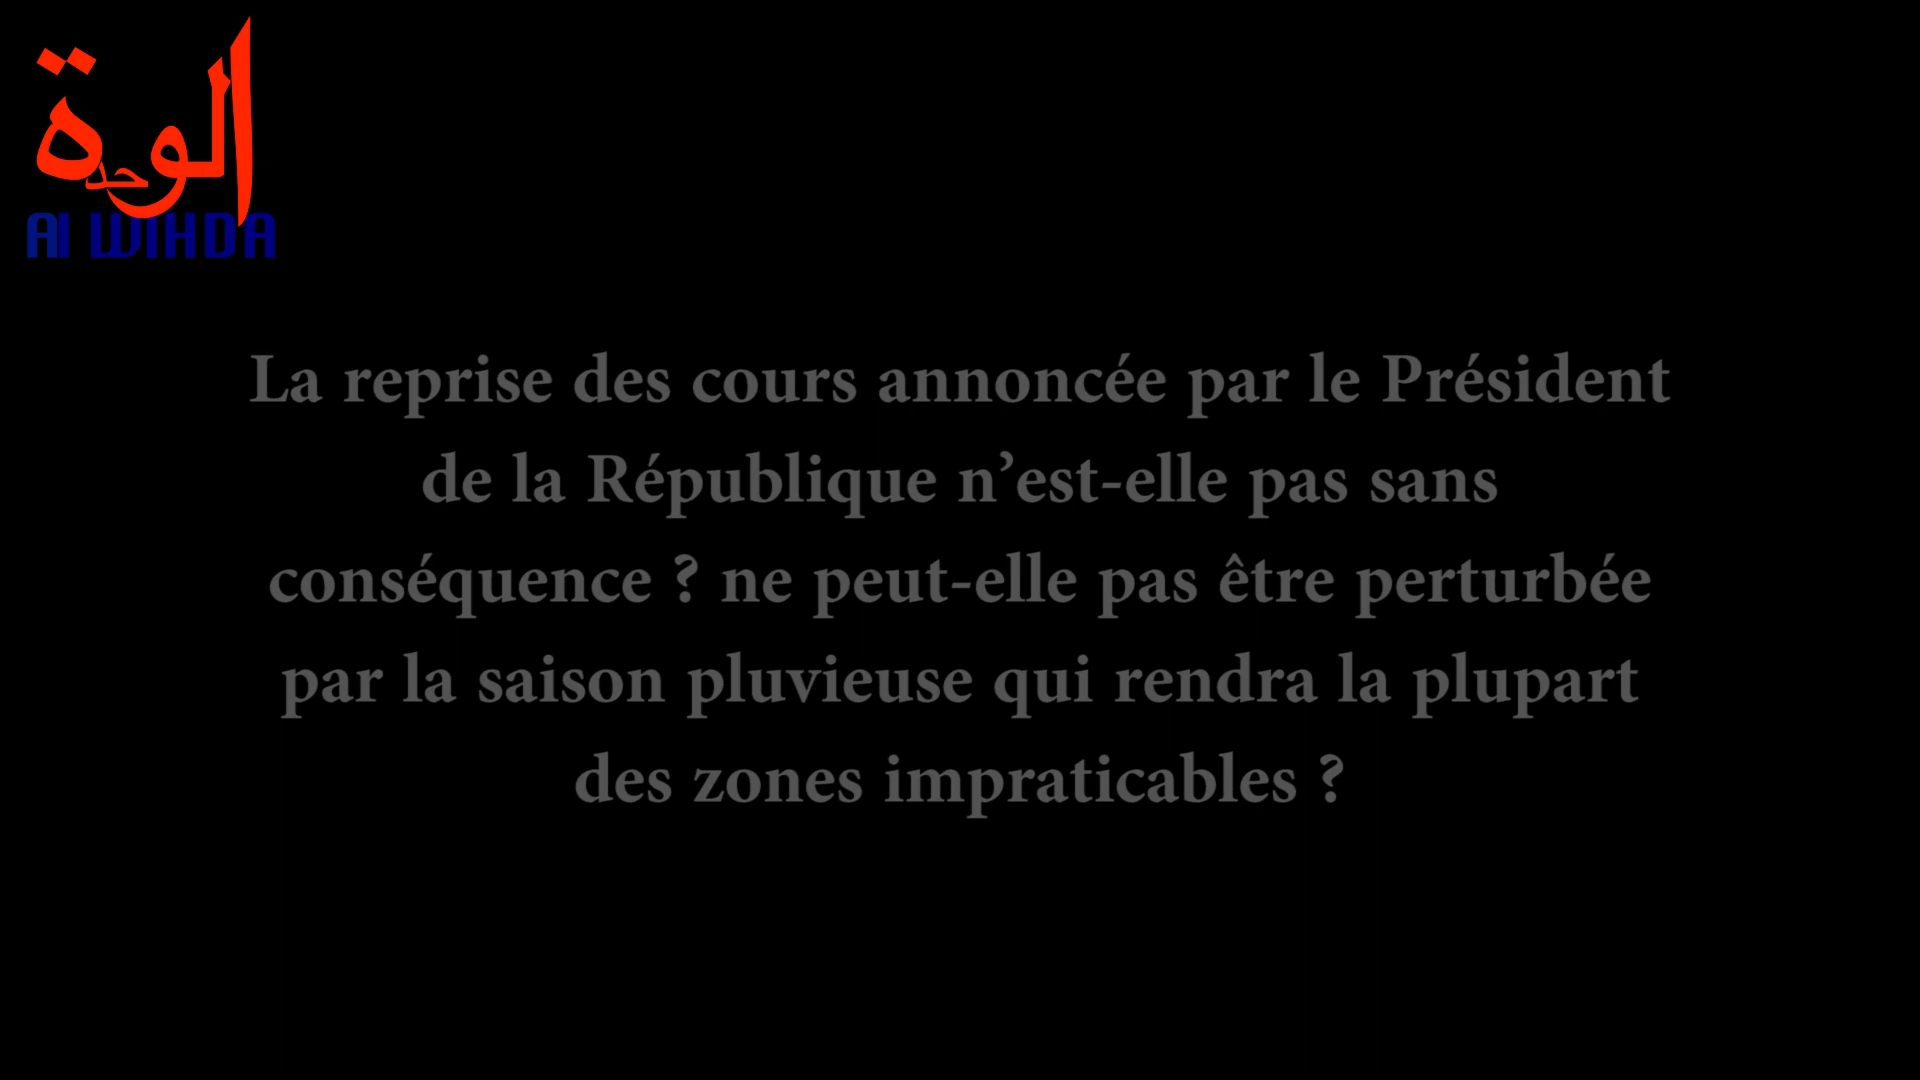 الوحدة
Al WIHDA
La reprise des cours annoncée par le Président
de la République n’est-elle pas sans
conséquence ? ne peut-elle pas être perturbée
par la saison pluvieuse qui rendra la plupart
des zones impraticables ?